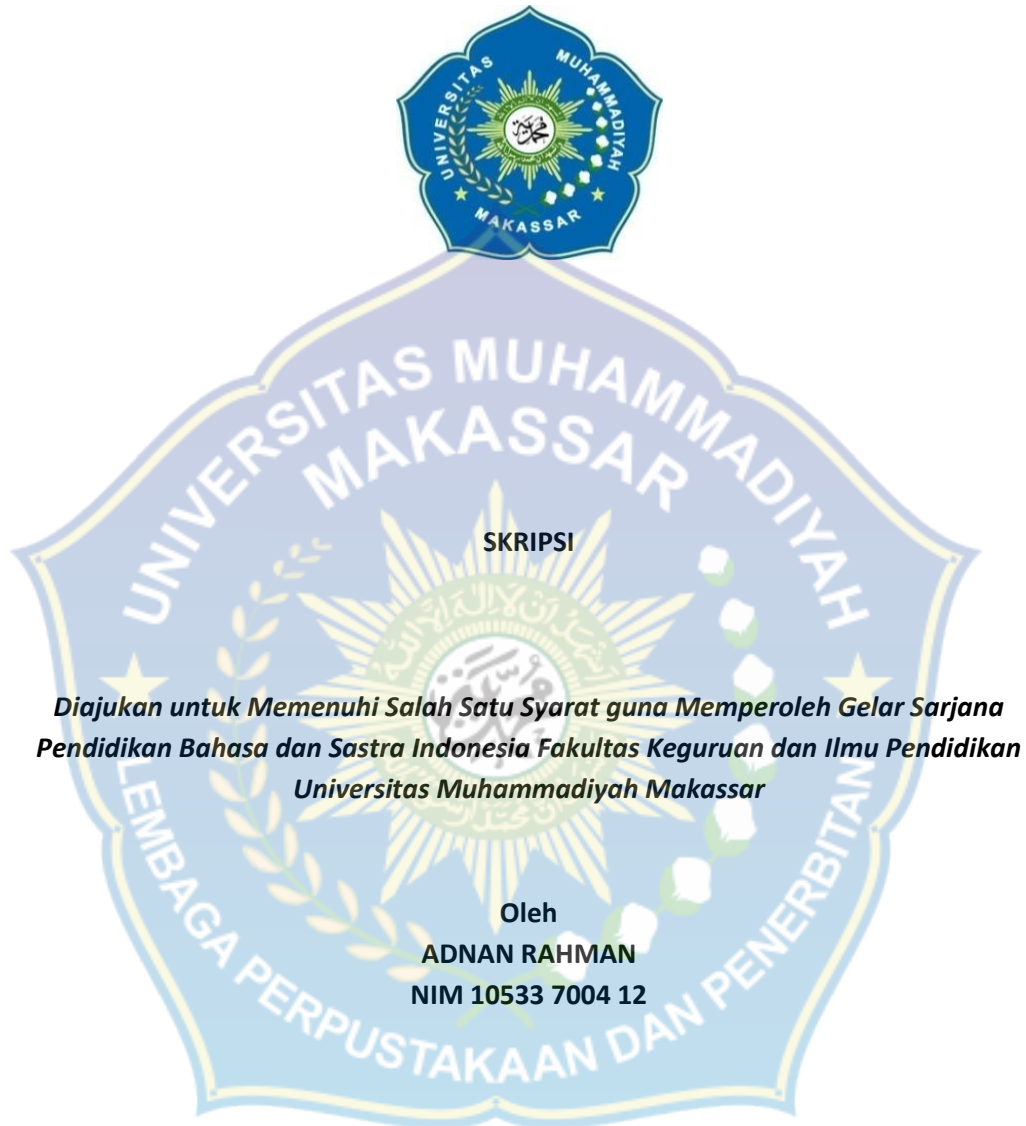 UNIVERSITAS MUHAMMADIYAH
MAKASSAR
محمدية
UNIVERSITAS MUHAMMADIYAH
MAKASSAR
SKRIPSI
Diajukan untuk Memenuhi Salah Satu Syarat guna Memperoleh Gelar Sarjana
Pendidikan Bahasa dan Sastra Indonesia Fakultas Keguruan dan Ilmu Pendidikan
Universitas Muhammadiyah Makassar
Oleh
ADNAN RAHMAN
NIM 10533 7004 12
LEMBAGA PERPUSTAKAAN DAN PENERBITAN